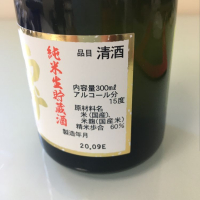 品目 清酒
純米生貯蔵酒
内容量300ml
アルコール分
15度
原材料名
米(国産)、
米麹(国産米)
精米歩合 60%
製造年月
20,09E